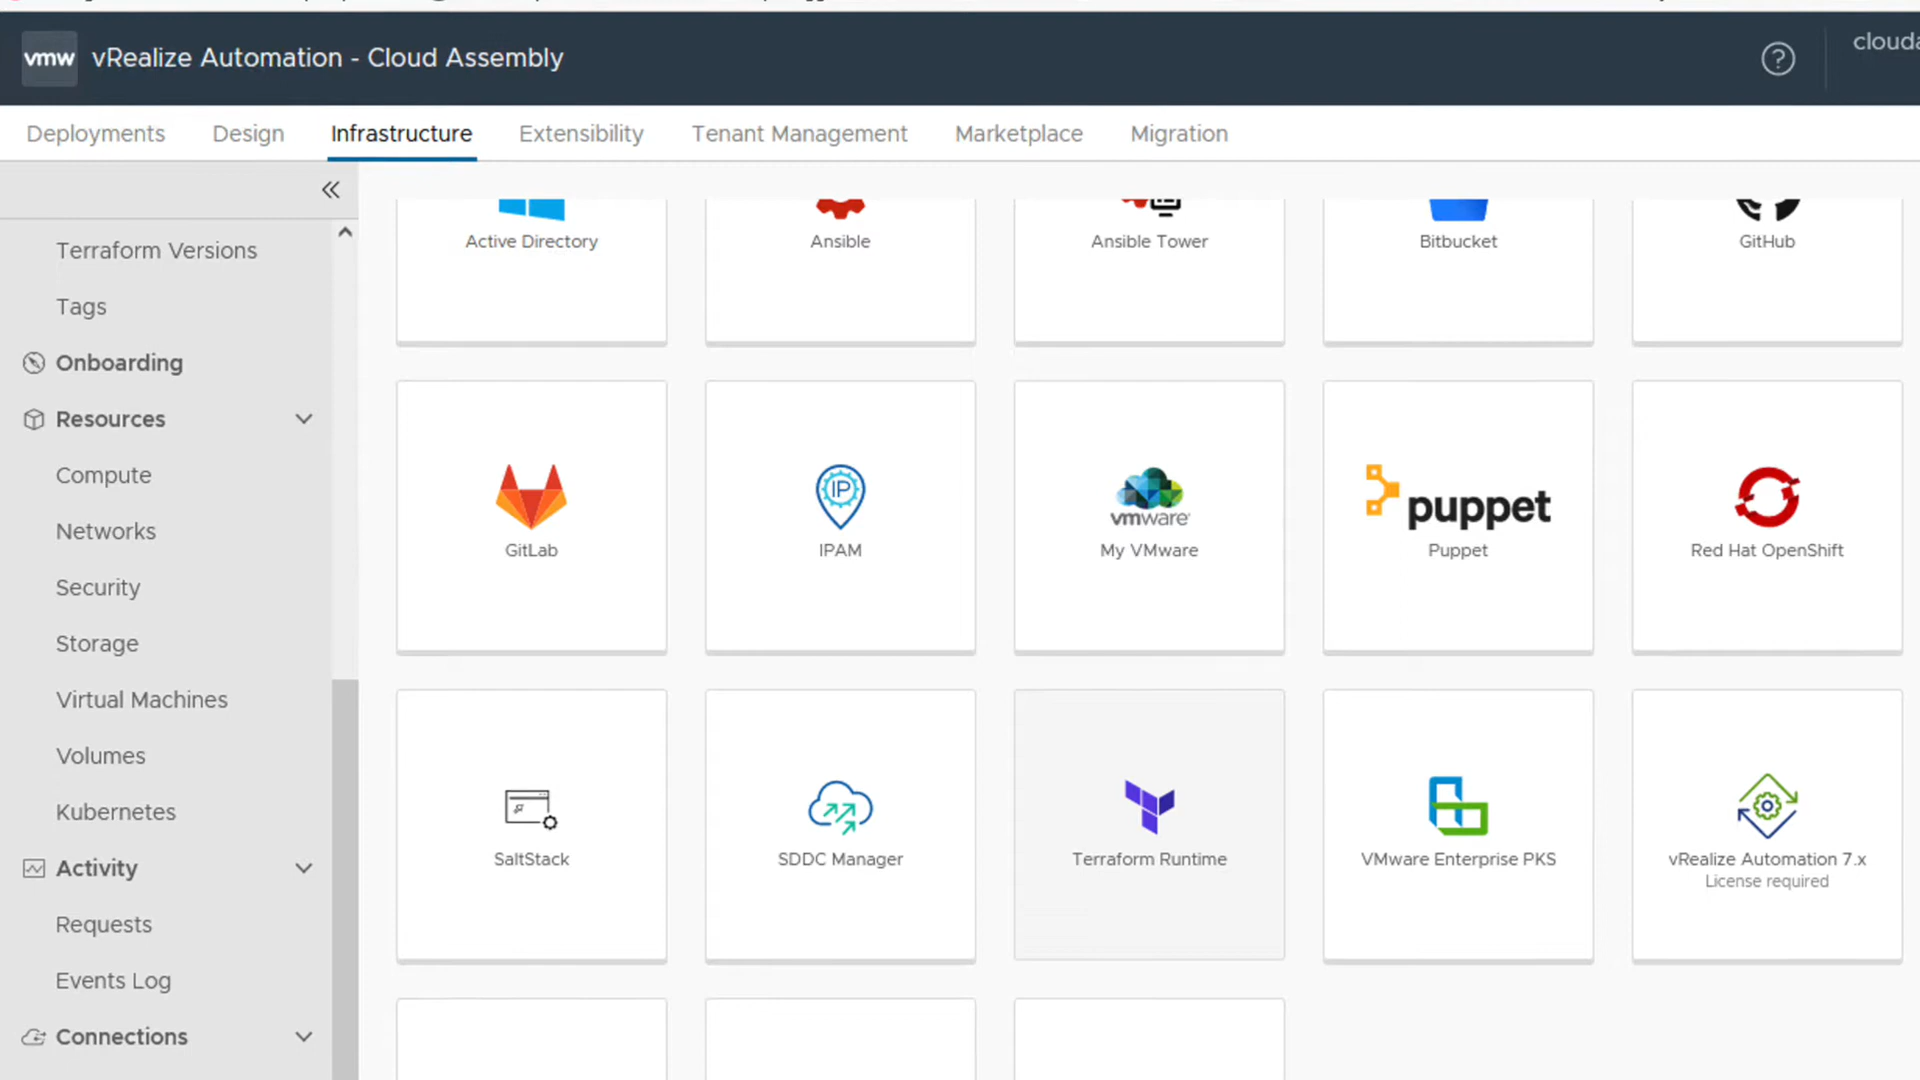 vmw vRealize Automation - Cloud Assembly
Deployments Design Infrastructure Extensibility Tenant Management Marketplace Migration
Terraform Versions
Tags
Onboarding
Resources
Compute
Networks
Security
Storage
Virtual Machines
Volumes
Kubernetes
Activity
Requests
Events Log
Connections
Active Directory
Ansible
Ansible Tower
Bitbucket
GitHub
GitLab
IP
IPAM
vmware
My VMware
puppet
Puppet
Red Hat OpenShift
SaltStack
SDDC Manager
Terraform Runtime
VMware Enterprise PKS
vRealize Automation 7.x
License required